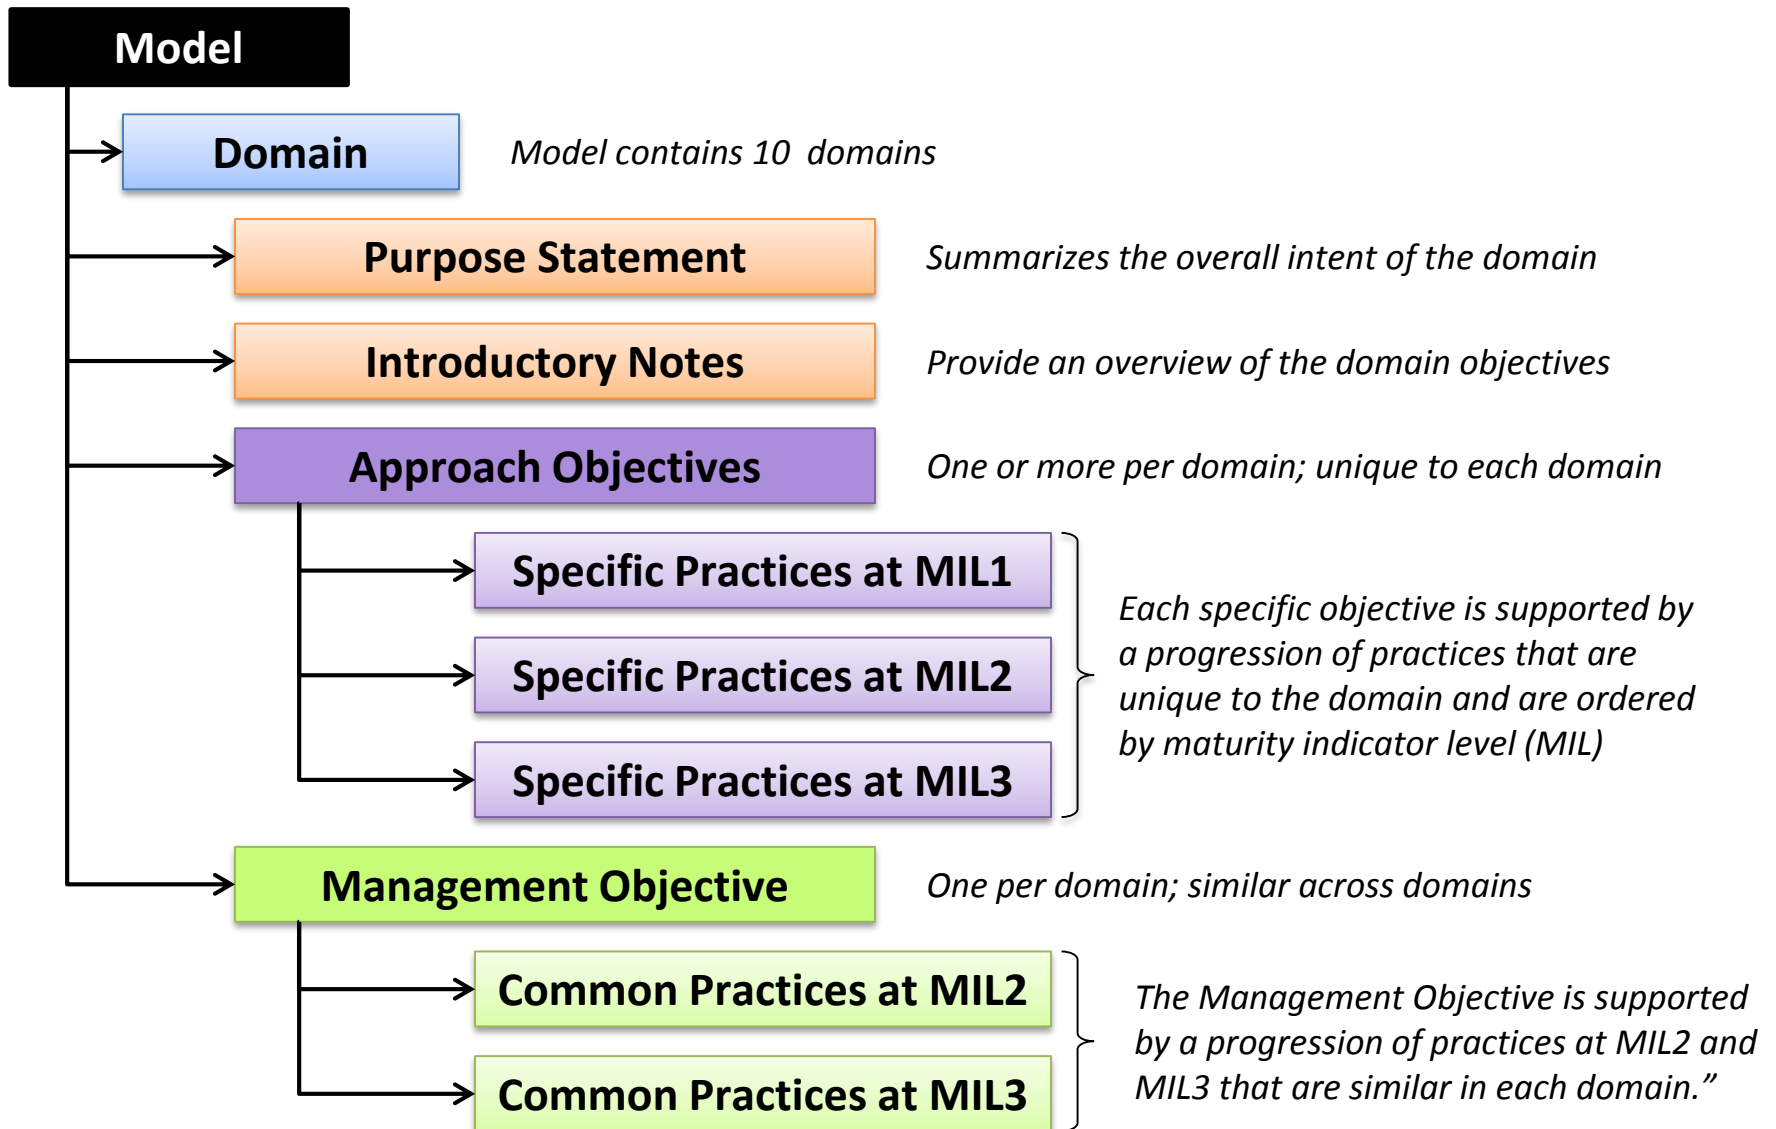 Model
Domain
Model contains 10  domains
Purpose Statement
Summarizes the overall intent of the domain
Introductory Notes
Provide an overview of the domain objectives
Approach Objectives
One or more per domain; unique to each domain
Specific Practices at MIL1
Specific Practices at MIL2
Specific Practices at MIL3
Each specific objective is supported by
a progression of practices that are
unique to the domain and are ordered
by maturity indicator level (MIL)
Management Objective
One per domain; similar across domains
Common Practices at MIL2
Common Practices at MIL3
The Management Objective is supported
by a progression of practices at MIL2 and
MIL3 that are similar in each domain.”